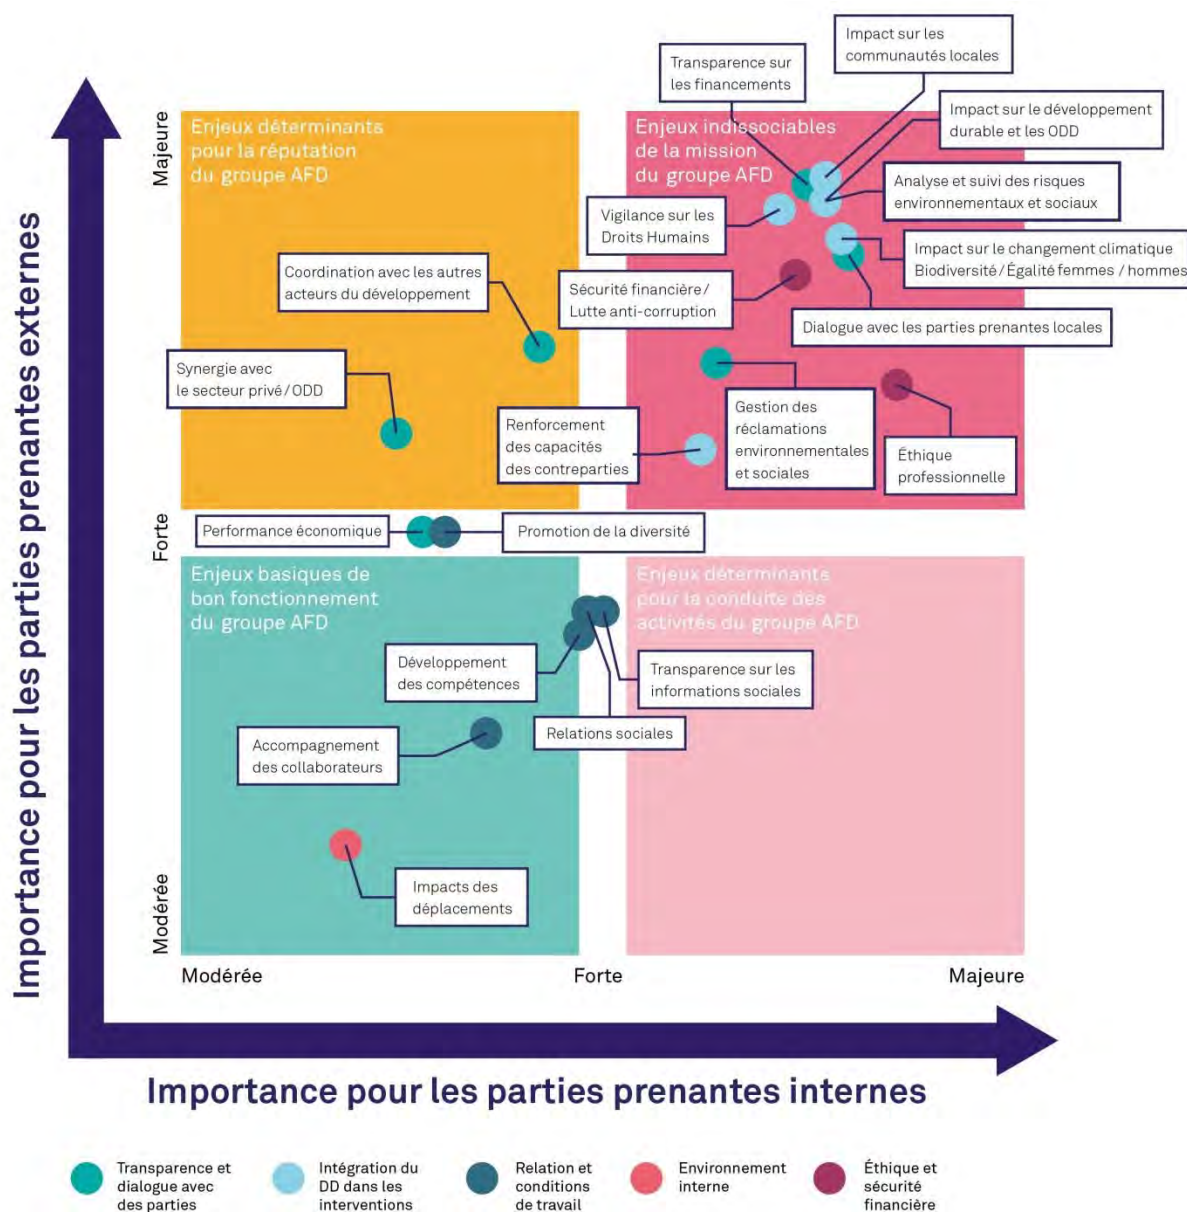 Impact sur les
communautés locales
Transparence sur
les financements
Impact sur le développement
durable et les ODD
Enjeux déterminants
pour la réputation
du groupe AFD
Enjeux indissociables
de la mission
du groupe AFD
Analyse et suivi des risques
environnementaux et sociaux
Vigilance sur les
Droits Humains
Impact sur le changement climatique
Biodiversité / Égalité femmes / hommes
Coordination avec les autres
acteurs du développement
Sécurité financière /
Lutte anti-corruption
Dialogue avec les parties prenantes locales
Synergie avec
le secteur privé / ODD
Renforcement
des capacités
des contreparties
Gestion des
réclamations
environnementales
et sociales
Éthique
professionnelle
Performance économique
Promotion de la diversité
Enjeux basiques de
bon fonctionnement
du groupe AFD
Enjeux déterminants
pour la conduite des
activités du groupe AFD
Développement
des compétences
Transparence sur les
informations sociales
Relations sociales
Accompagnement
des collaborateurs
Impacts des
déplacements
Majeure
Forte
Modérée
Importance pour les parties prenantes externes
Modérée
Forte
Majeure
Importance pour les parties prenantes internes
Transparence et
dialogue avec
des parties
Intégration du
DD dans les
interventions
Relation et
conditions
de travail
Environnement
interne
Éthique et
sécurité
financière